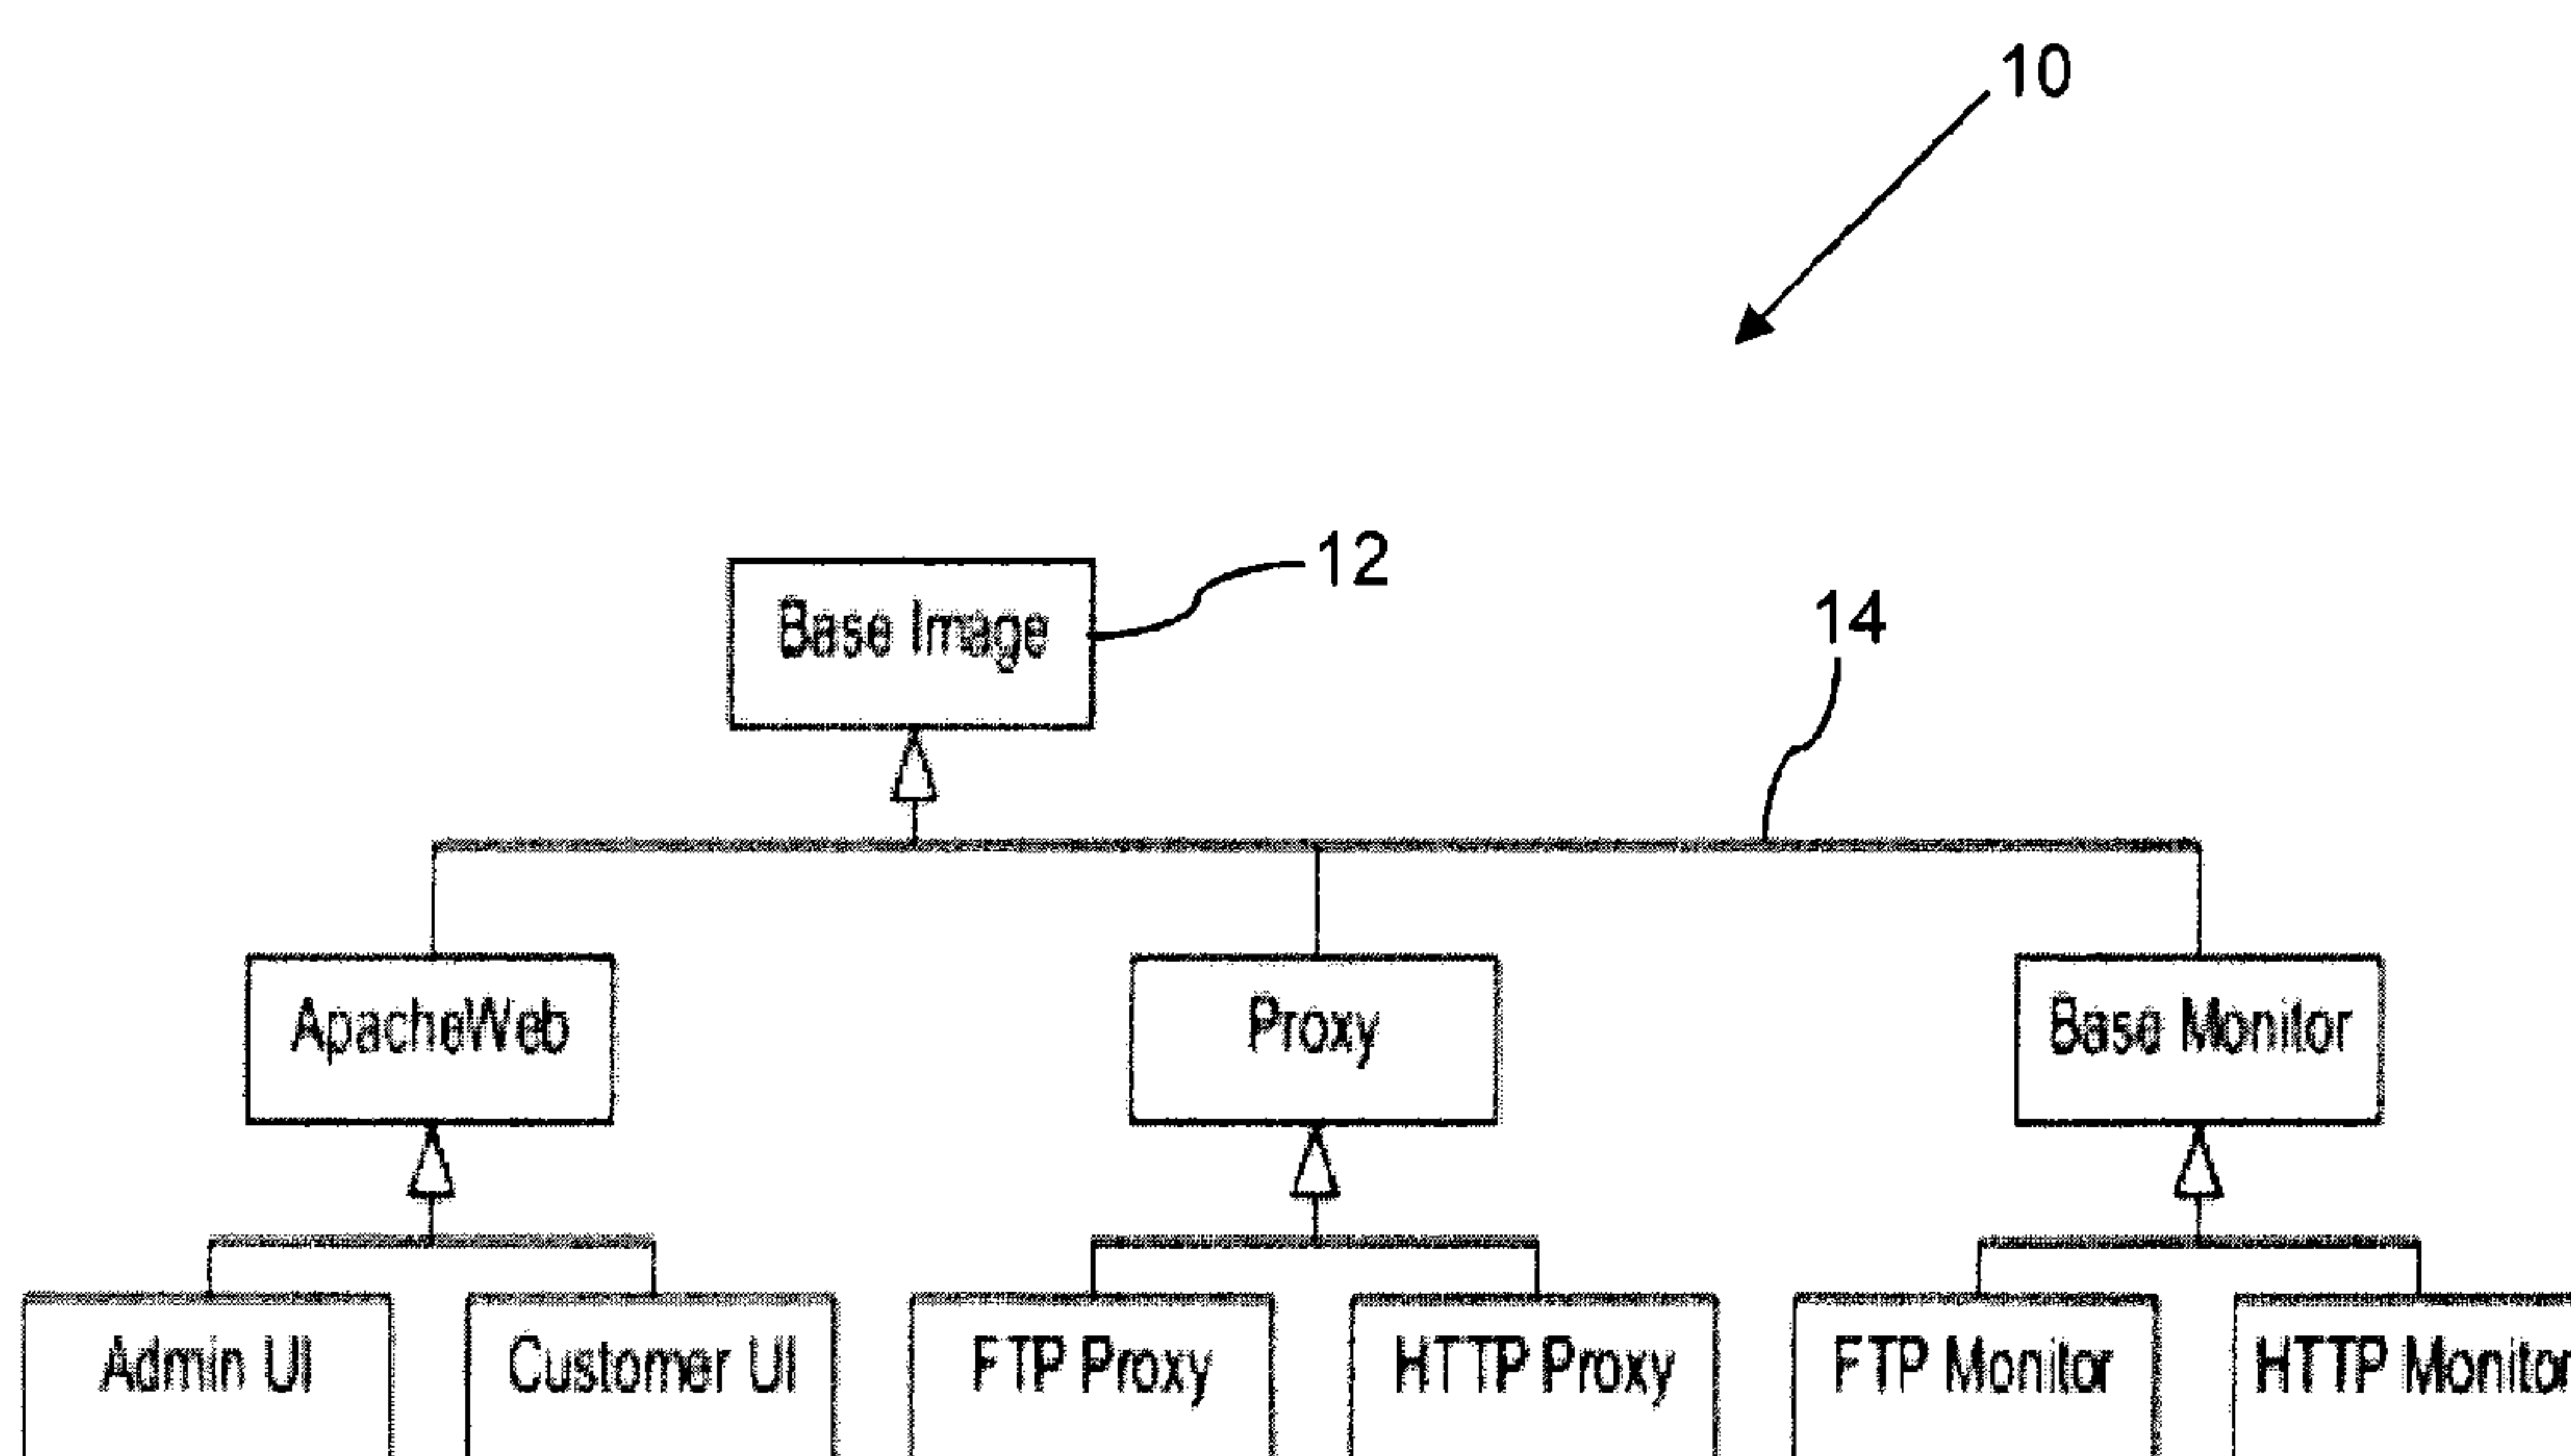 10
12
Base Image
14
ApacheWeb
Proxy
Base Monitor
Admin UI
Customer UI
FTP Proxy
HTTP Proxy
FTP Monitor
HTTP Monitor